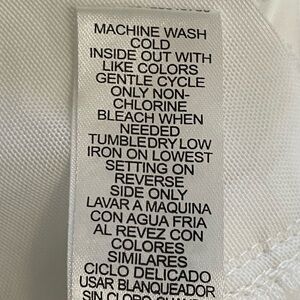 MACHINE WASH
COLD
INSIDE OUT WITH
LIKE COLORS
GENTLE CYCLE
ONLY NON-
CHLORINE
BLEACH WHEN
NEEDED
TUMBLEDRY LOW
IRON ON LOWEST
SETTING ON
REVERSE
SIDE ONLY
LAVAR A MAQUINA
CON AGUA FRIA
AL REVEZ CON
COLORES
SIMILARES
CICLO DELICADO
USAR BLANQUEADOR
SIN CLORO